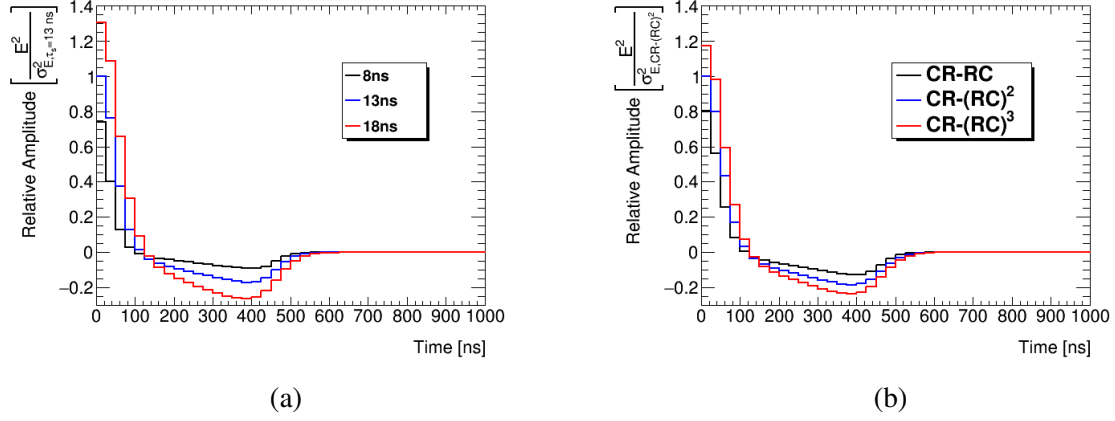 Relative Amplitude [E² / σ²_E,τₛ=13 ns]
1.4
1.2
1
0.8
0.6
0.4
0.2
0
−0.2
8ns
13ns
18ns
0 100 200 300 400 500 600 700 800 900 1000
Time [ns]
(a)
Relative Amplitude [E² / σ²_E,CR-(RC)²]
1.4
1.2
1
0.8
0.6
0.4
0.2
0
−0.2
CR-RC
CR-(RC)²
CR-(RC)³
0 100 200 300 400 500 600 700 800 900 1000
Time [ns]
(b)